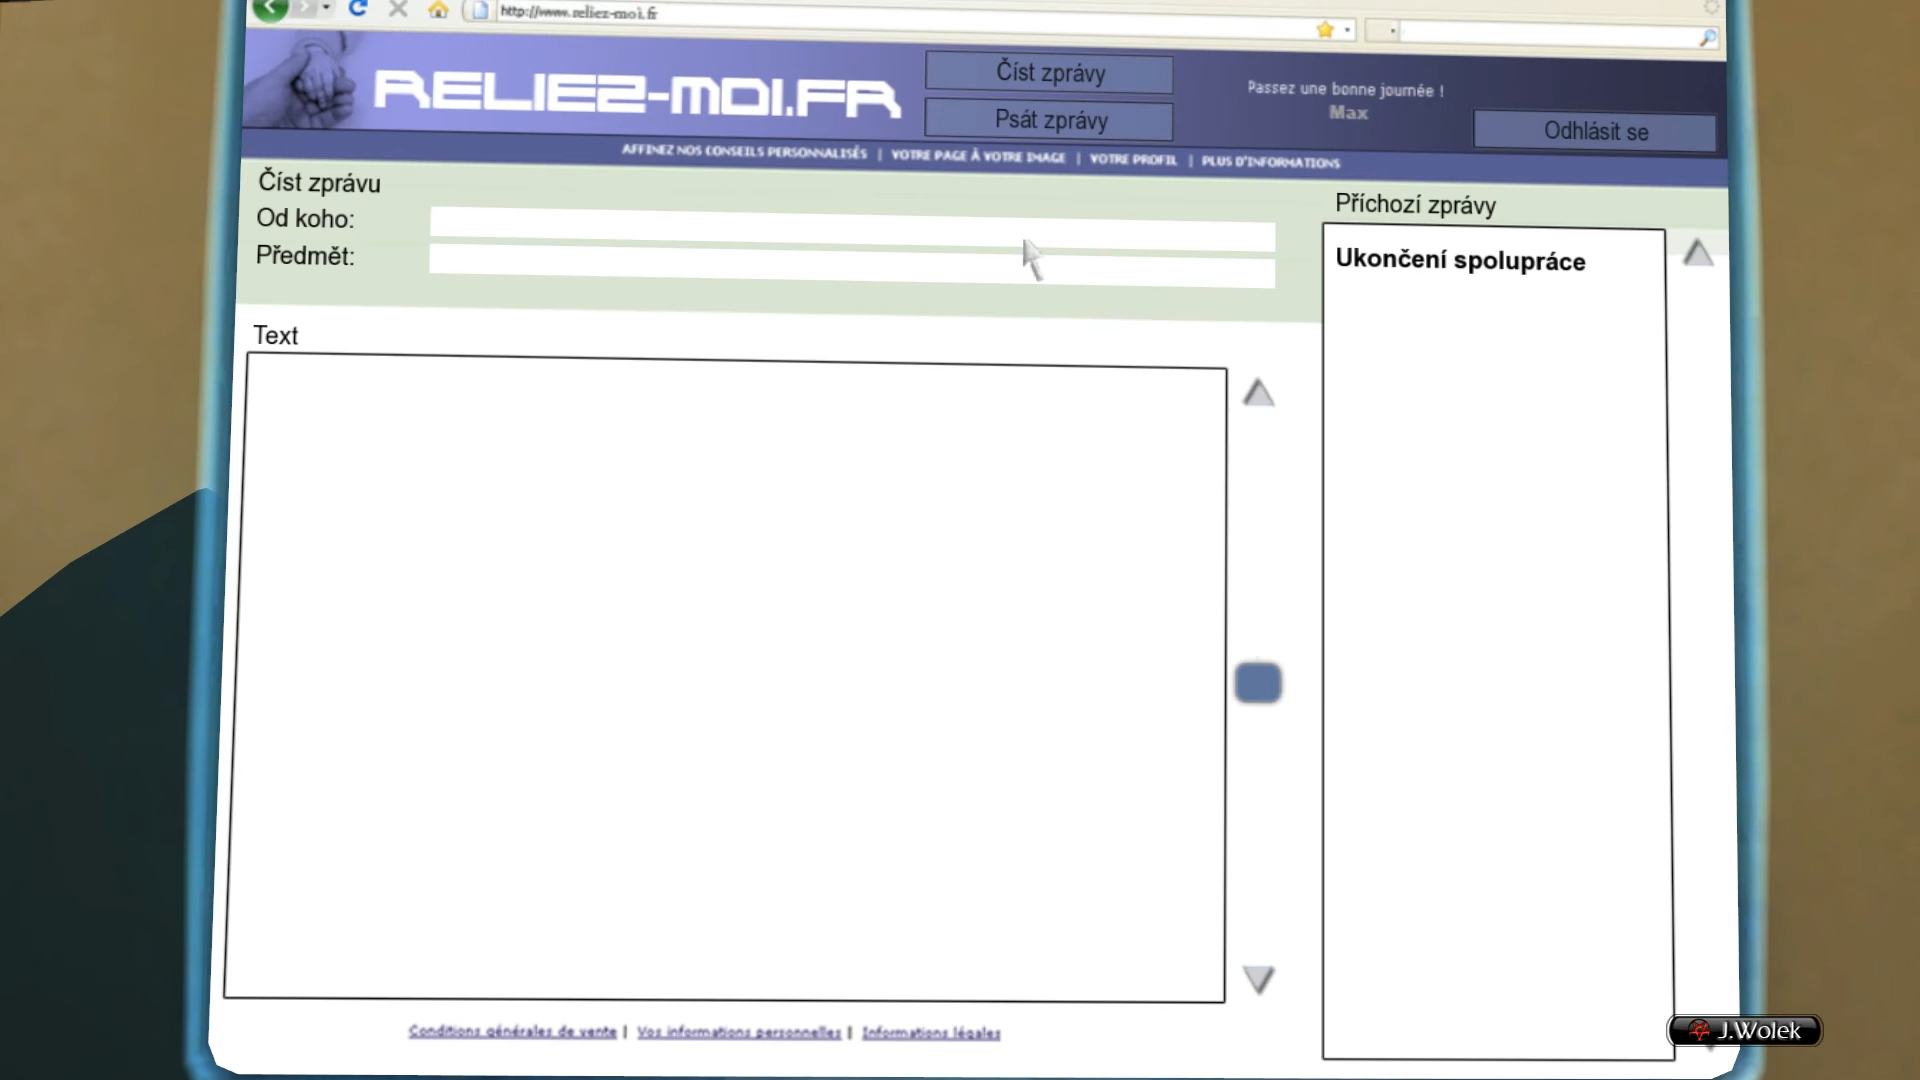 http://www.reliez-moi.fr
RELIEZ-MOI.FR
Číst zprávy
Psát zprávy
Passez une bonne journée !
Max
Odhlásit se
AFFINEZ NOS CONSEILS PERSONNALISÉS | VOTRE PAGE À VOTRE IMAGE | VOTRE PROFIL | PLUS D'INFORMATIONS
Číst zprávu
Od koho:
Předmět:
Příchozí zprávy
Ukončení spolupráce
Text
Conditions générales de vente | Vos informations personnelles | Informations légales
J.Wolek